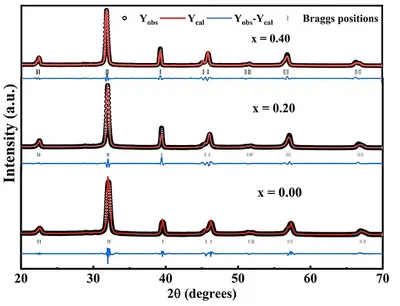 Yobs Ycal Yobs-Ycal Braggs positions
x = 0.40
x = 0.20
x = 0.00
Intensity (a.u.)
20 30 40 50 60 70
2θ (degrees)